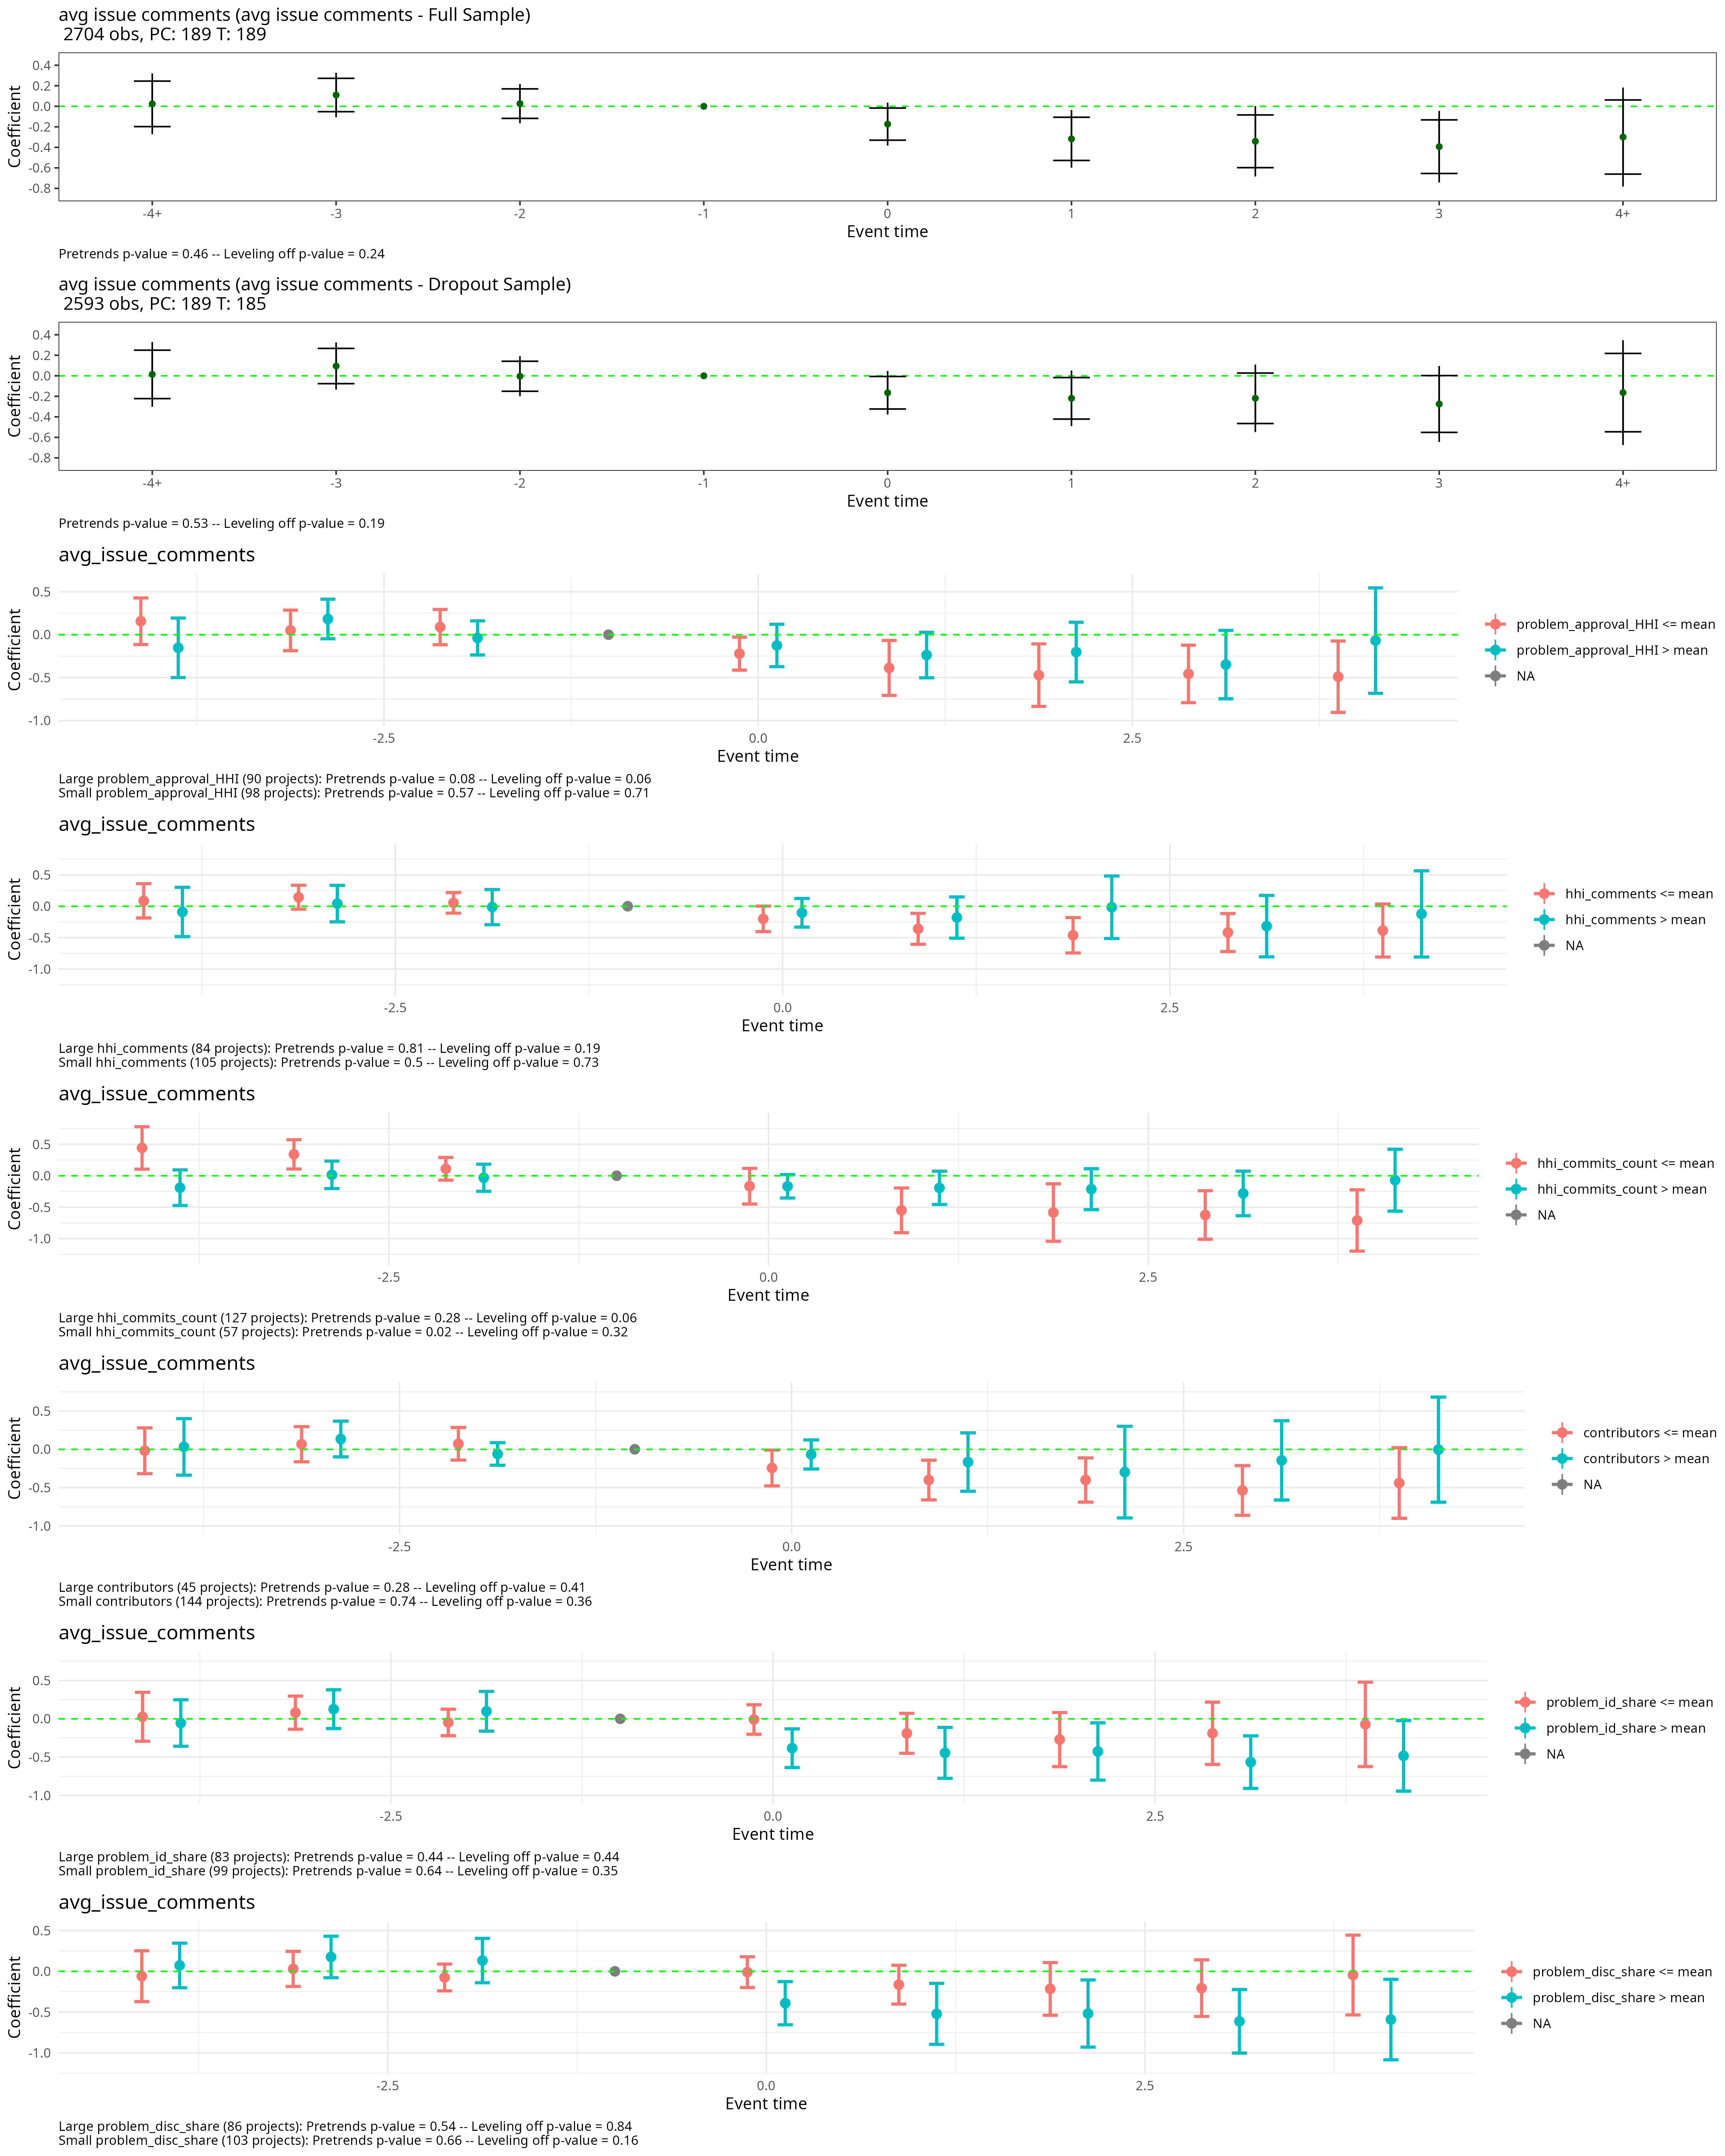 avg issue comments (avg issue comments - Full Sample)
2704 obs, PC: 189 T: 189
0.4
0.2
0.0
-0.2
-0.4
-0.6
-0.8
Coefficient
-4+ -3 -2 -1 0 1 2 3 4+
Event time
Pretrends p-value = 0.46 -- Leveling off p-value = 0.24
avg issue comments (avg issue comments - Dropout Sample)
2593 obs, PC: 189 T: 185
0.4
0.2
0.0
-0.2
-0.4
-0.6
-0.8
Coefficient
-4+ -3 -2 -1 0 1 2 3 4+
Event time
Pretrends p-value = 0.53 -- Leveling off p-value = 0.19
avg_issue_comments
0.5
0.0
-0.5
-1.0
Coefficient
-2.5 0.0 2.5
Event time
problem_approval_HHI <= mean
problem_approval_HHI > mean
NA
Large problem_approval_HHI (90 projects): Pretrends p-value = 0.08 -- Leveling off p-value = 0.06
Small problem_approval_HHI (98 projects): Pretrends p-value = 0.57 -- Leveling off p-value = 0.71
avg_issue_comments
0.5
0.0
-0.5
-1.0
Coefficient
-2.5 0.0 2.5
Event time
hhi_comments <= mean
hhi_comments > mean
NA
Large hhi_comments (84 projects): Pretrends p-value = 0.81 -- Leveling off p-value = 0.19
Small hhi_comments (105 projects): Pretrends p-value = 0.5 -- Leveling off p-value = 0.73
avg_issue_comments
0.5
0.0
-0.5
-1.0
Coefficient
-2.5 0.0 2.5
Event time
hhi_commits_count <= mean
hhi_commits_count > mean
NA
Large hhi_commits_count (127 projects): Pretrends p-value = 0.28 -- Leveling off p-value = 0.06
Small hhi_commits_count (57 projects): Pretrends p-value = 0.02 -- Leveling off p-value = 0.32
avg_issue_comments
0.5
0.0
-0.5
-1.0
Coefficient
-2.5 0.0 2.5
Event time
contributors <= mean
contributors > mean
NA
Large contributors (45 projects): Pretrends p-value = 0.28 -- Leveling off p-value = 0.41
Small contributors (144 projects): Pretrends p-value = 0.74 -- Leveling off p-value = 0.36
avg_issue_comments
0.5
0.0
-0.5
-1.0
Coefficient
-2.5 0.0 2.5
Event time
problem_id_share <= mean
problem_id_share > mean
NA
Large problem_id_share (83 projects): Pretrends p-value = 0.44 -- Leveling off p-value = 0.44
Small problem_id_share (99 projects): Pretrends p-value = 0.64 -- Leveling off p-value = 0.35
avg_issue_comments
0.5
0.0
-0.5
-1.0
Coefficient
-2.5 0.0 2.5
Event time
problem_disc_share <= mean
problem_disc_share > mean
NA
Large problem_disc_share (86 projects): Pretrends p-value = 0.54 -- Leveling off p-value = 0.84
Small problem_disc_share (103 projects): Pretrends p-value = 0.66 -- Leveling off p-value = 0.16